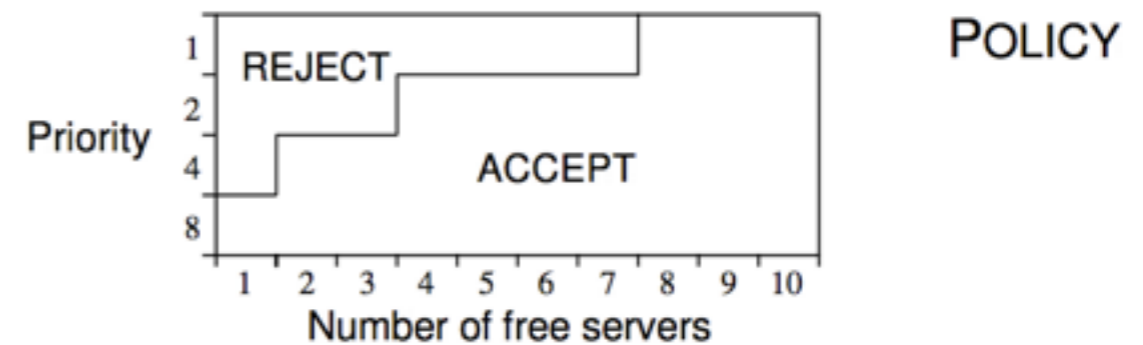 POLICY
1
REJECT
2
Priority
4
ACCEPT
8
1 2 3 4 5 6 7 8 9 10
Number of free servers